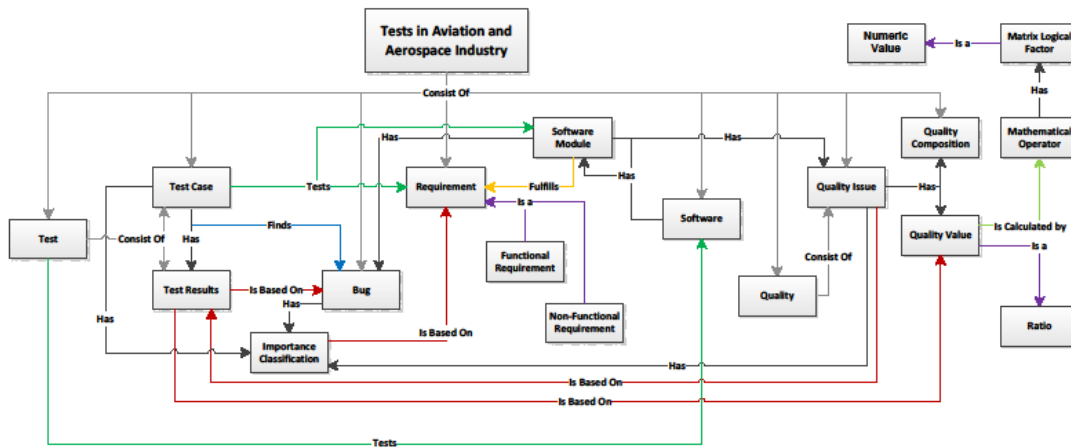 Tests in Aviation and
Aerospace Industry
Numeric
Value
Is a
Matrix Logical
Factor
Consist Of
Has
Has
Software
Module
Has
Quality
Composition
Mathematical
Operator
Test Case
Tests
Requirement
Fulfills
Has
Quality Issue
Has
Is a
Software
Test
Consist Of
Has
Finds
Quality Value
Is Calculated by
Is a
Functional
Requirement
Consist Of
Test Results
Is Based On
Bug
Quality
Has
Has
Non-Functional
Requirement
Ratio
Is Based On
Importance
Classification
Has
Is Based On
Is Based On
Tests